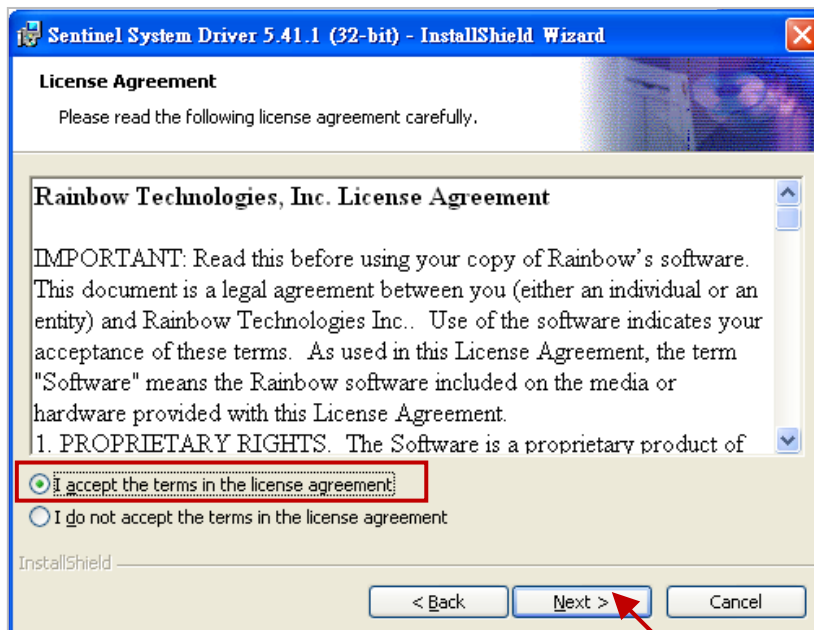 Sentinel System Driver 5.41.1 (32-bit) - InstallShield Wizard
License Agreement
Please read the following license agreement carefully.
Rainbow Technologies, Inc. License Agreement
IMPORTANT: Read this before using your copy of Rainbow's software.
This document is a legal agreement between you (either an individual or an
entity) and Rainbow Technologies Inc..  Use of the software indicates your
acceptance of these terms.  As used in this License Agreement, the term
"Software" means the Rainbow software included on the media or
hardware provided with this License Agreement.
1. PROPRIETARY RIGHTS.  The Software is a proprietary product of
I accept the terms in the license agreement
I do not accept the terms in the license agreement
InstallShield
< Back
Next >
Cancel